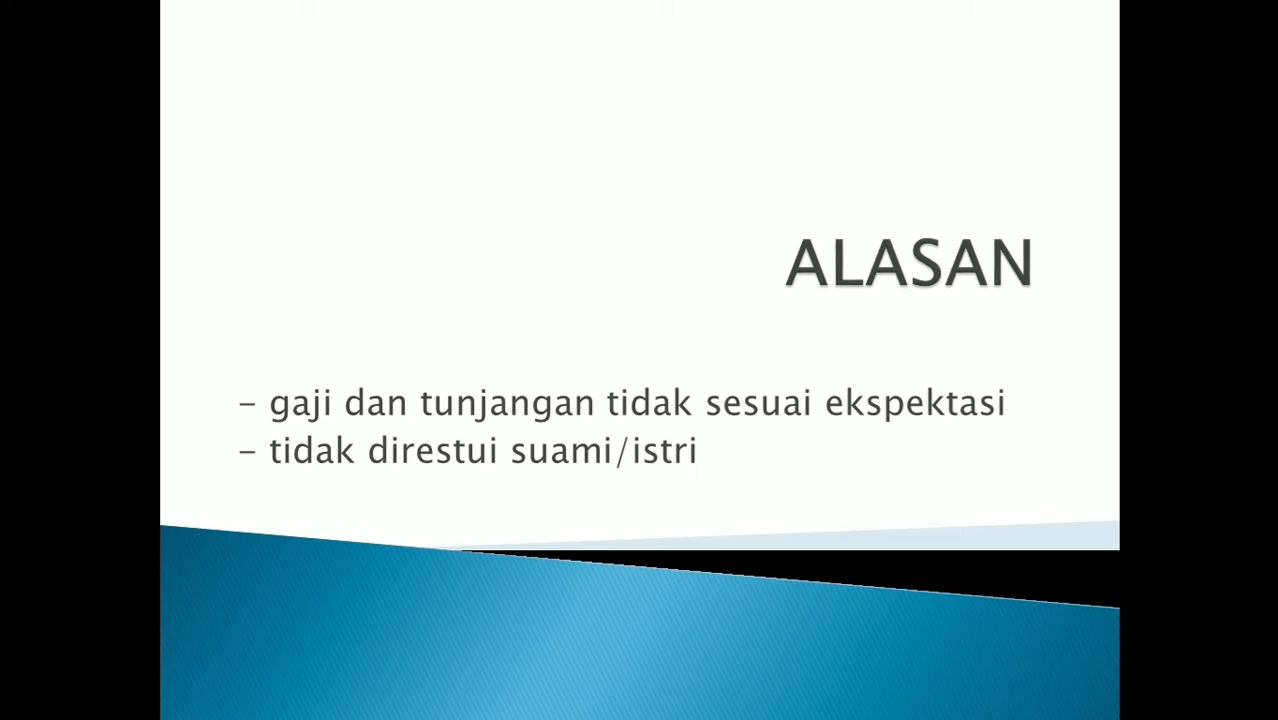 ALASAN
- gaji dan tunjangan tidak sesuai ekspektasi
- tidak direstui suami/istri